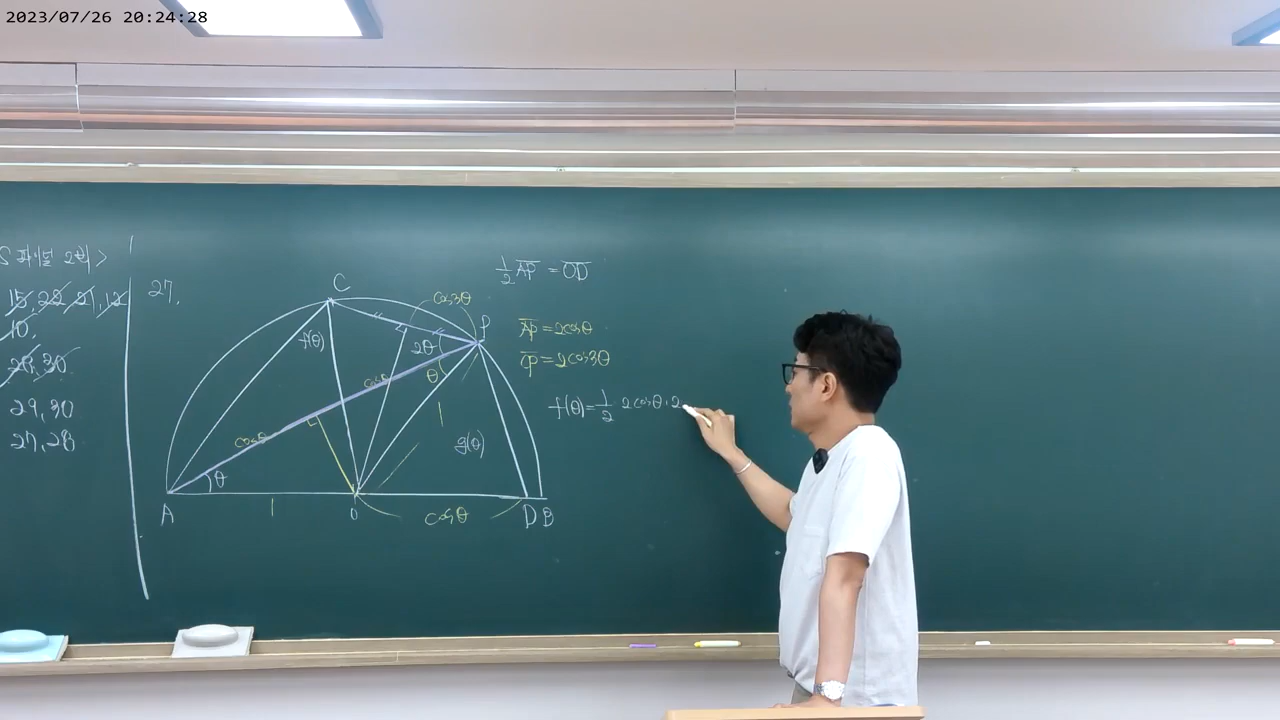 2023/07/26 20:24:28
S 파이널 2회 >
15, 22, 21, 12
10,
28, 30
29, 30
27, 28
27.
C
P
f(θ)
cos3θ
2θ
θ
cosθ
cosθ
1
g(θ)
θ
A
1
O
cosθ
D B
1/2 AP = OD
AP = 2cosθ
CP = 2cos3θ
f(θ) = 1/2 2cosθ · 2